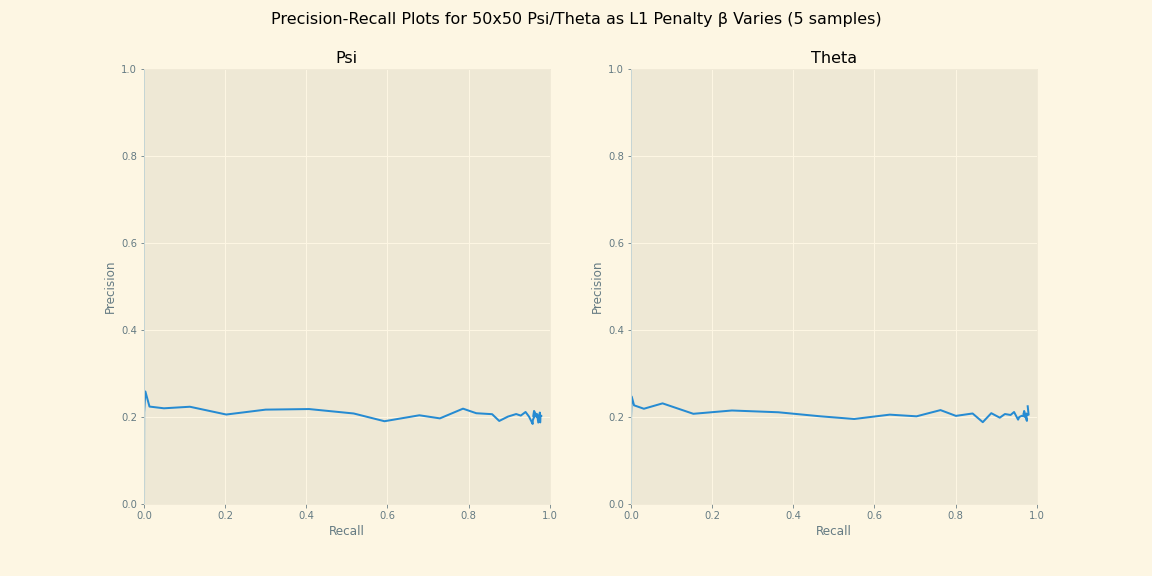 Precision-Recall Plots for 50x50 Psi/Theta as L1 Penalty β Varies (5 samples)
Psi
1.0
0.8
0.6
0.4
0.2
0.0
Precision
0.0 0.2 0.4 0.6 0.8 1.0
Recall
Theta
1.0
0.8
0.6
0.4
0.2
0.0
Precision
0.0 0.2 0.4 0.6 0.8 1.0
Recall